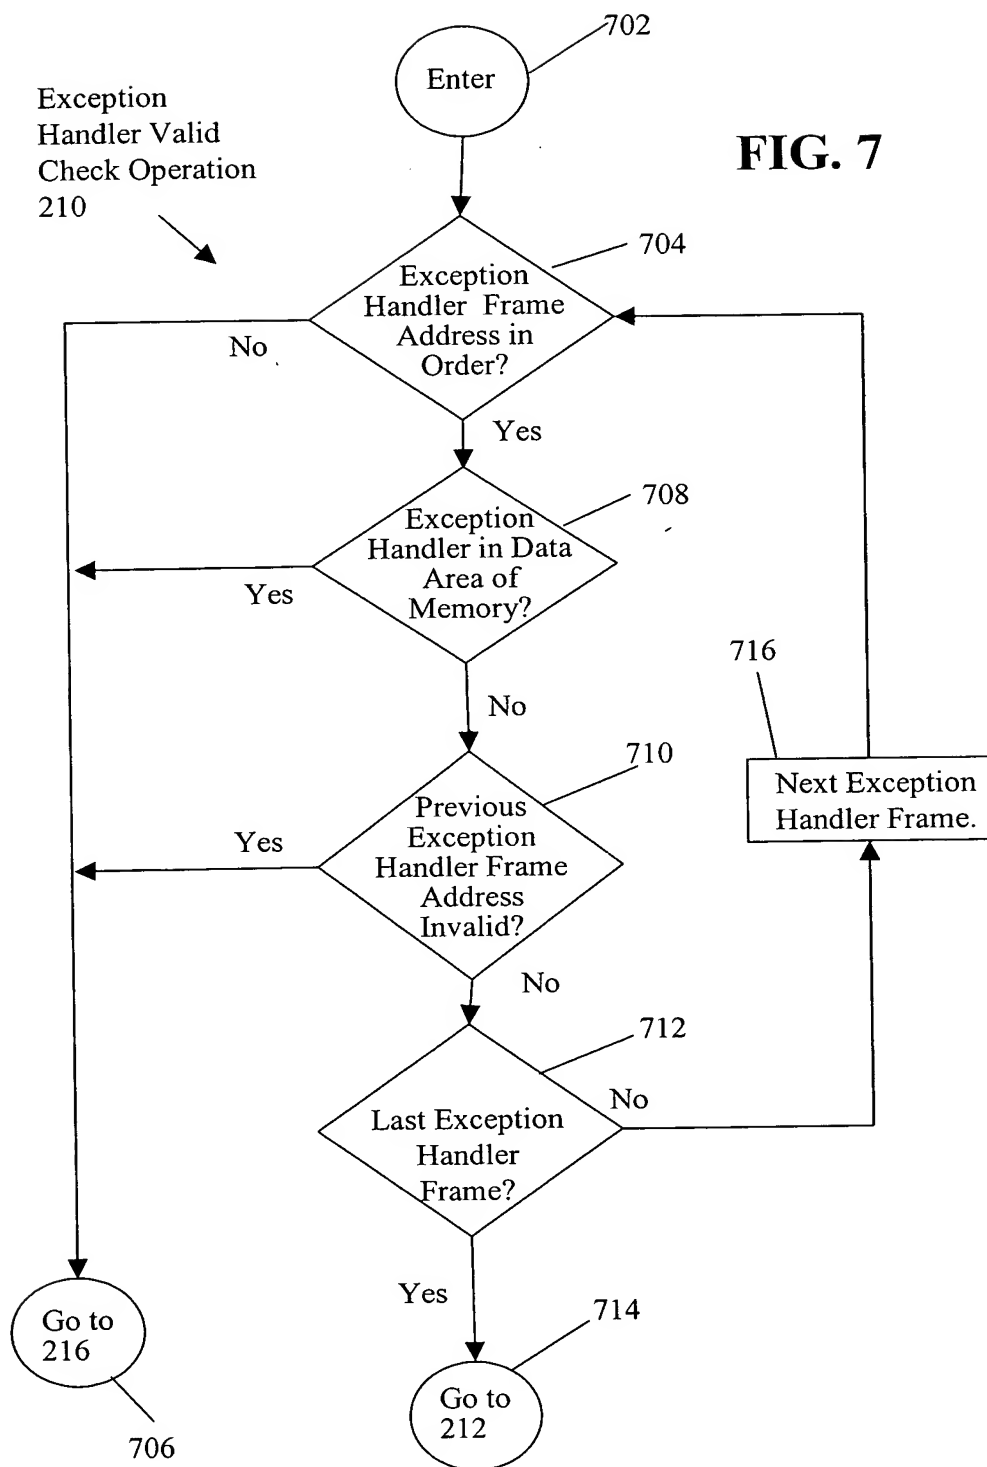 702
Enter
Exception
Handler Valid
Check Operation
210
FIG. 7
704
Exception
Handler Frame
Address in
Order?
No
Yes
708
Exception
Handler in Data
Area of
Memory?
Yes
No
716
710
Next Exception
Handler Frame.
Previous
Exception
Handler Frame
Address
Invalid?
Yes
No
712
No
Last Exception
Handler
Frame?
Yes
714
Go to
216
Go to
212
706